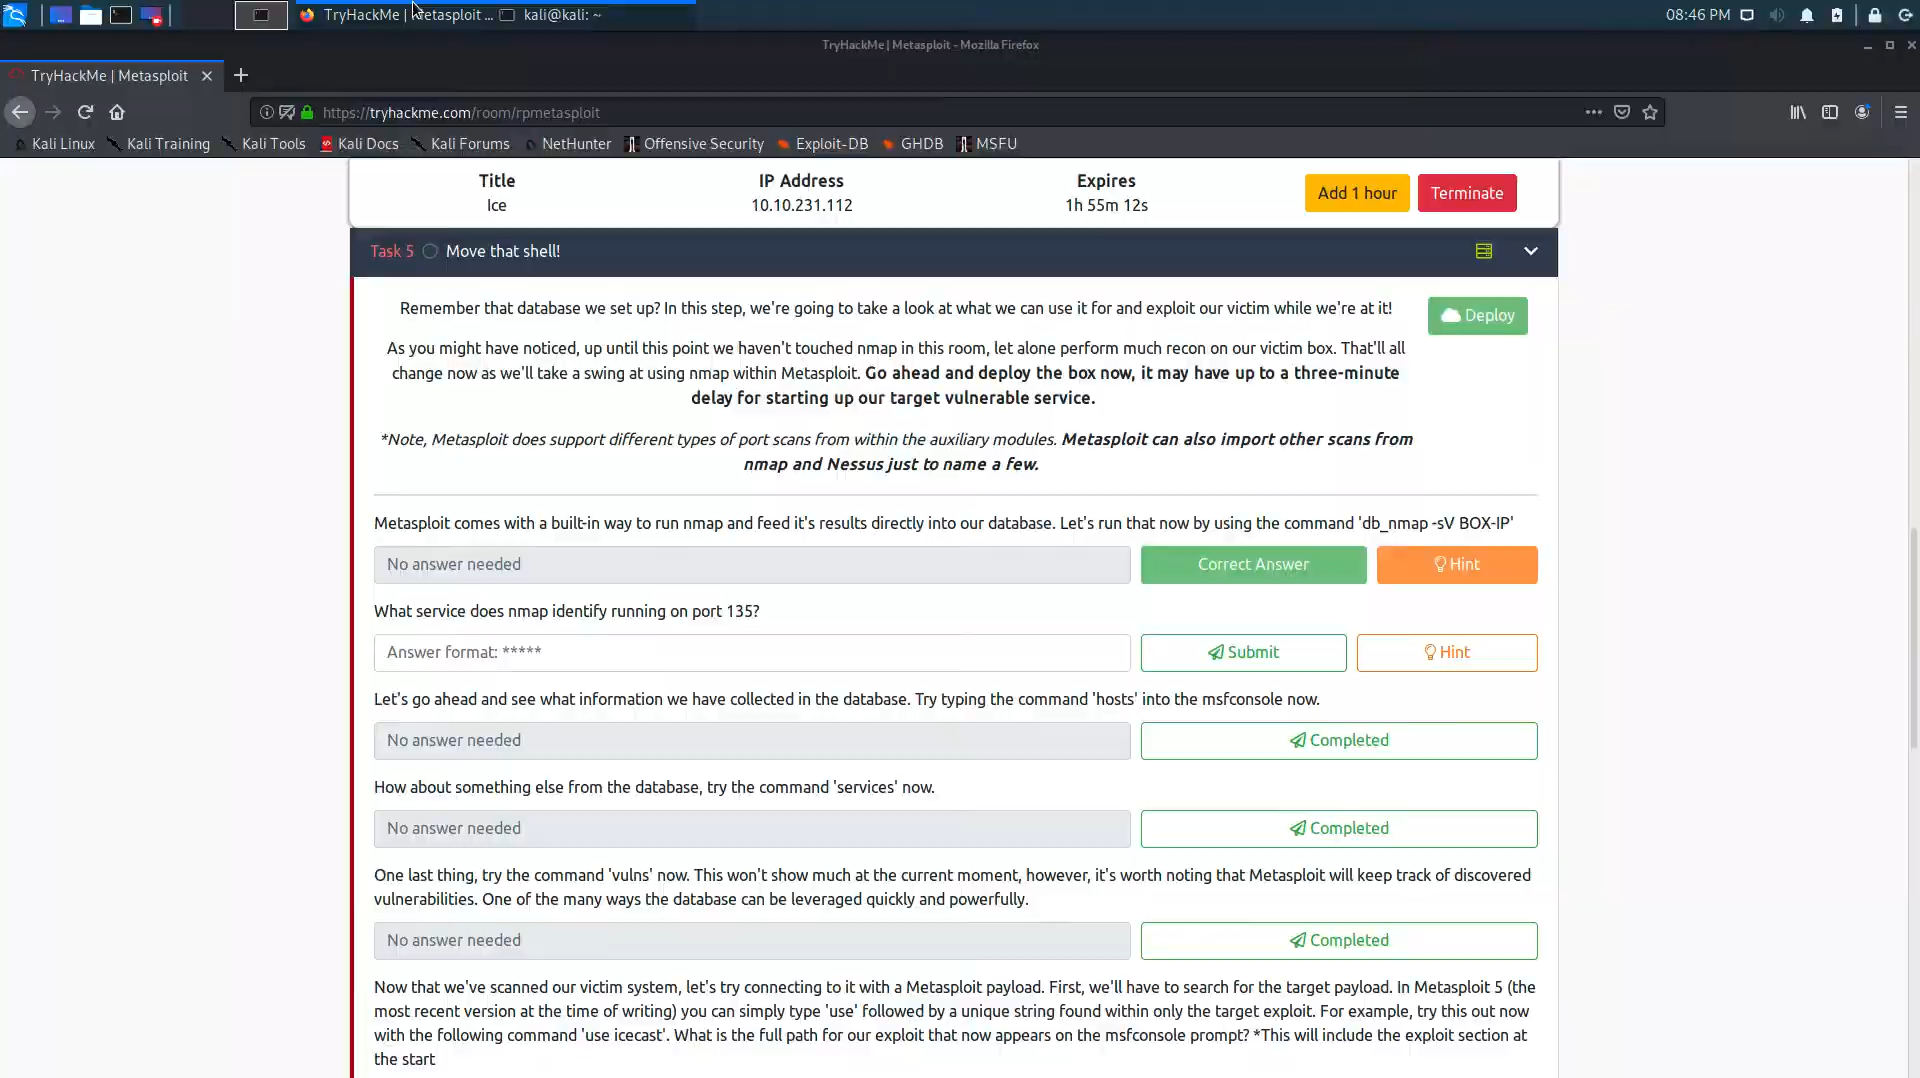 TryHackMe | Metasploit ...
kali@kali: ~
08:46 PM
TryHackMe | Metasploit - Mozilla Firefox
TryHackMe | Metasploit
https://tryhackme.com/room/rpmetasploit
Kali Linux Kali Training Kali Tools Kali Docs Kali Forums NetHunter Offensive Security Exploit-DB GHDB MSFU
Title IP Address Expires
Add 1 hour Terminate
Ice 10.10.231.112 1h 55m 12s
Task 5 Move that shell!
Remember that database we set up? In this step, we're going to take a look at what we can use it for and exploit our victim while we're at it!
Deploy
As you might have noticed, up until this point we haven't touched nmap in this room, let alone perform much recon on our victim box. That'll all
change now as we'll take a swing at using nmap within Metasploit. Go ahead and deploy the box now, it may have up to a three-minute
delay for starting up our target vulnerable service.
*Note, Metasploit does support different types of port scans from within the auxiliary modules. Metasploit can also import other scans from
nmap and Nessus just to name a few.
Metasploit comes with a built-in way to run nmap and feed it's results directly into our database. Let's run that now by using the command 'db_nmap -sV BOX-IP'
No answer needed Correct Answer Hint
What service does nmap identify running on port 135?
Answer format: ***** Submit Hint
Let's go ahead and see what information we have collected in the database. Try typing the command 'hosts' into the msfconsole now.
No answer needed Completed
How about something else from the database, try the command 'services' now.
No answer needed Completed
One last thing, try the command 'vulns' now. This won't show much at the current moment, however, it's worth noting that Metasploit will keep track of discovered
vulnerabilities. One of the many ways the database can be leveraged quickly and powerfully.
No answer needed Completed
Now that we've scanned our victim system, let's try connecting to it with a Metasploit payload. First, we'll have to search for the target payload. In Metasploit 5 (the
most recent version at the time of writing) you can simply type 'use' followed by a unique string found within only the target exploit. For example, try this out now
with the following command 'use icecast'. What is the full path for our exploit that now appears on the msfconsole prompt? *This will include the exploit section at
the start